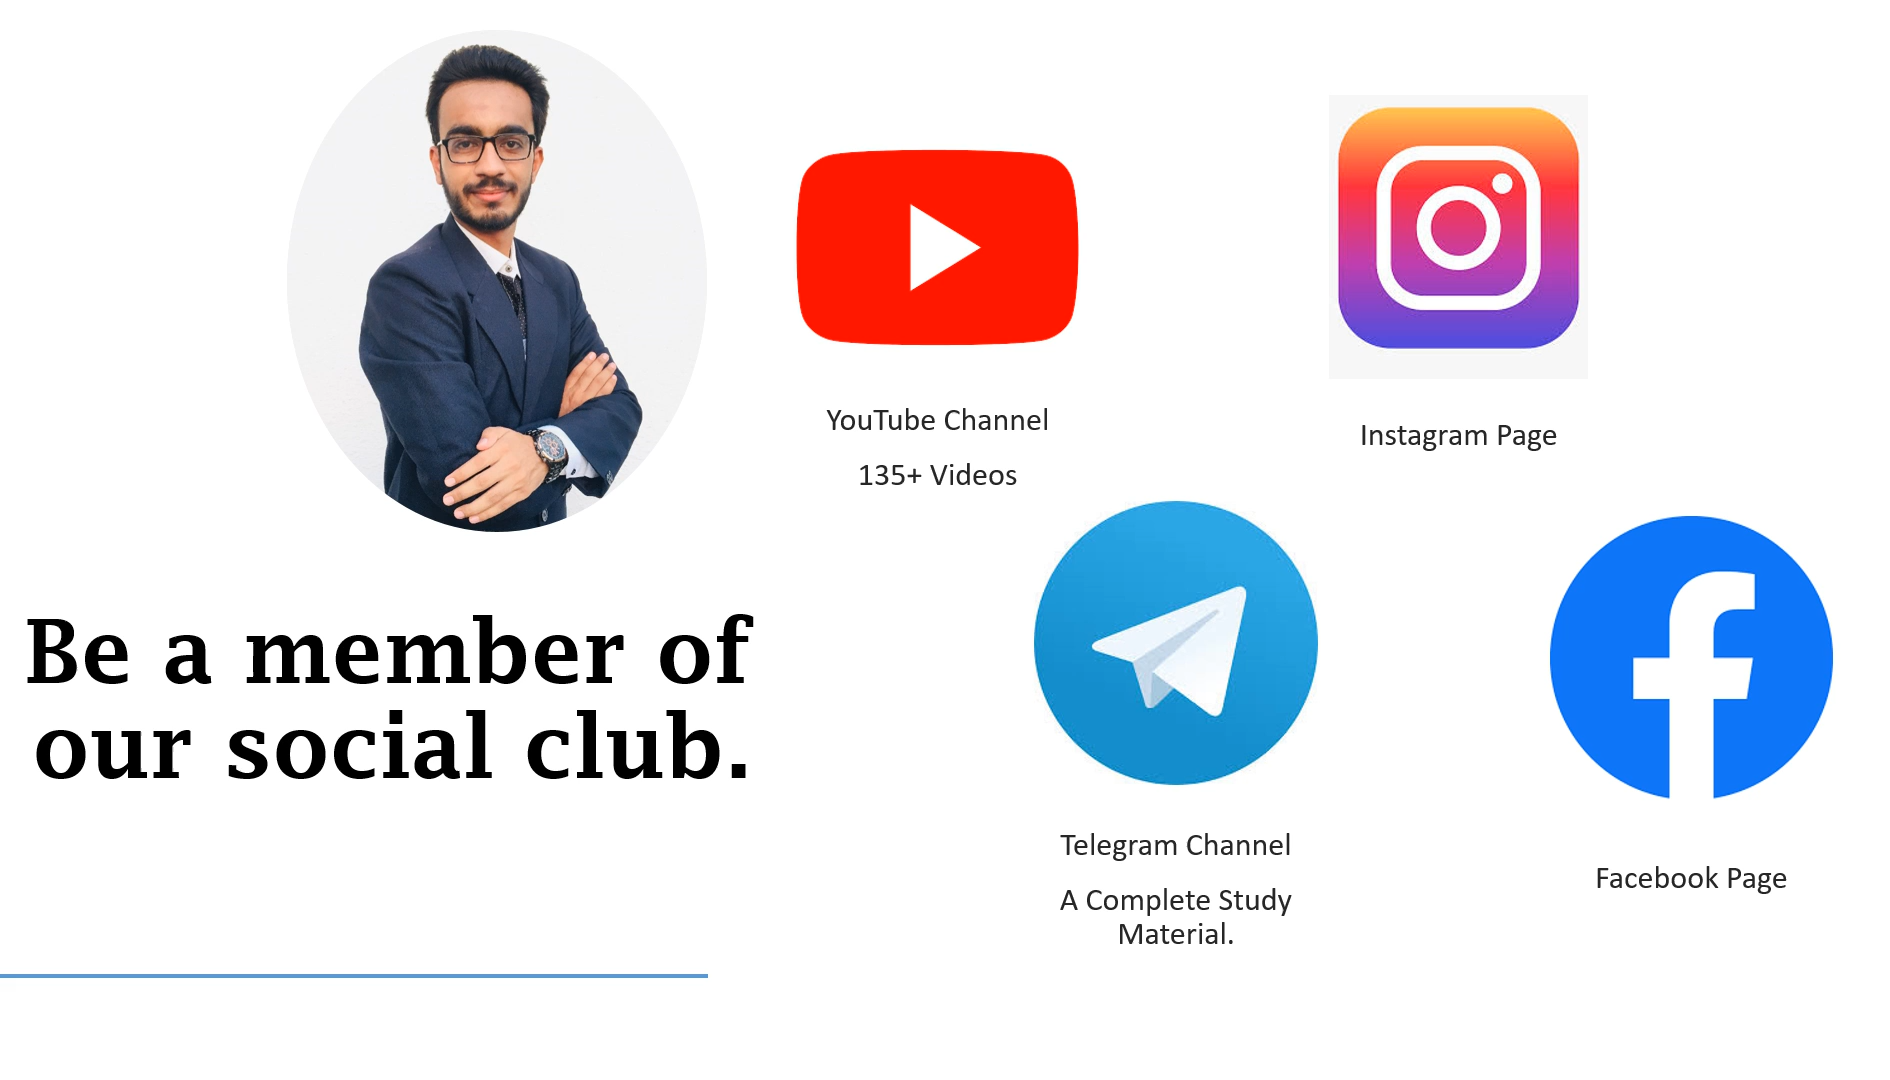 Be a member of
our social club.
YouTube Channel
135+ Videos
Instagram Page
Telegram Channel
A Complete Study
Material.
Facebook Page